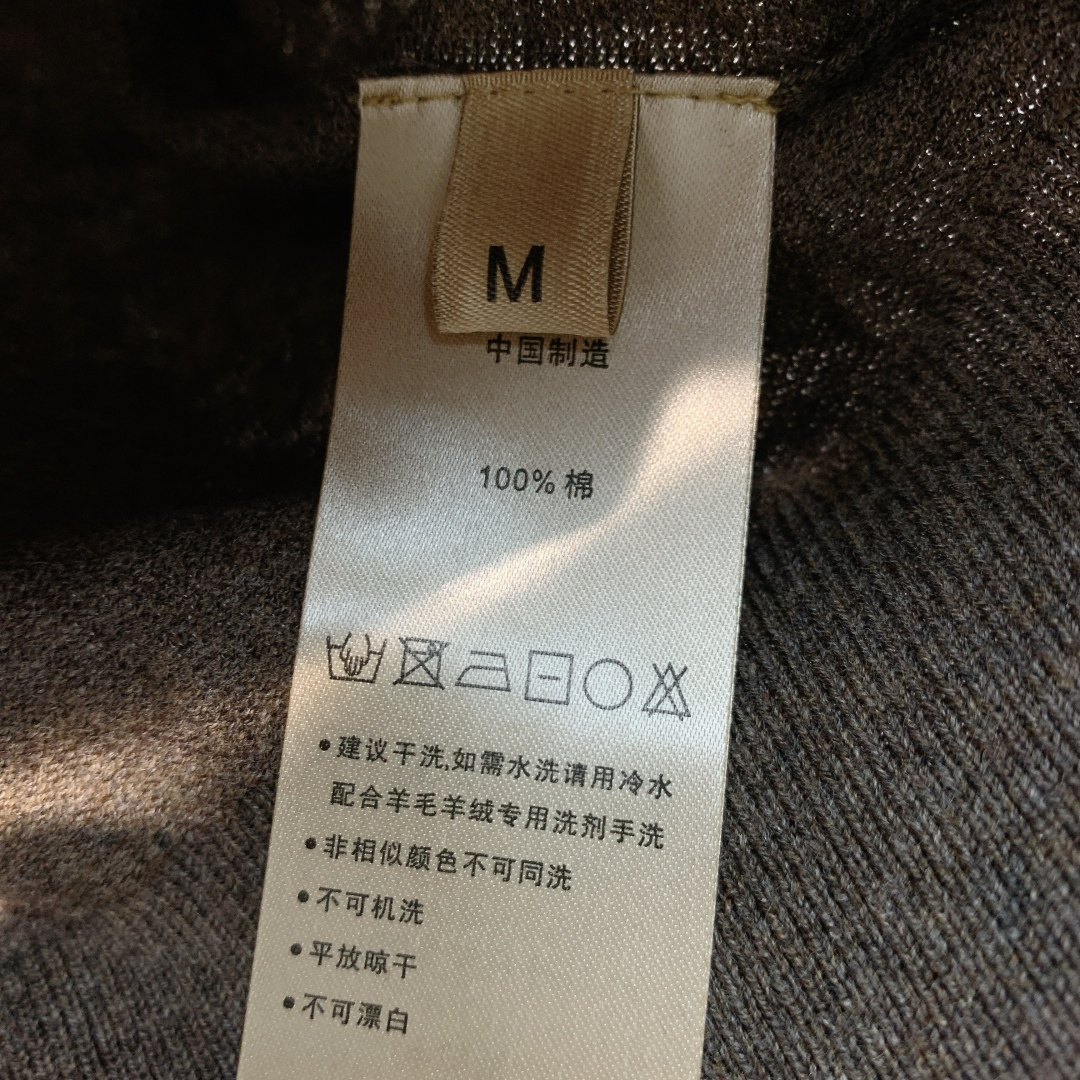 M
中国制造
100% 棉
•建议干洗,如需水洗请用冷水
配合羊毛羊绒专用洗剂手洗
•非相似颜色不可同洗
•不可机洗
•平放晾干
•不可漂白